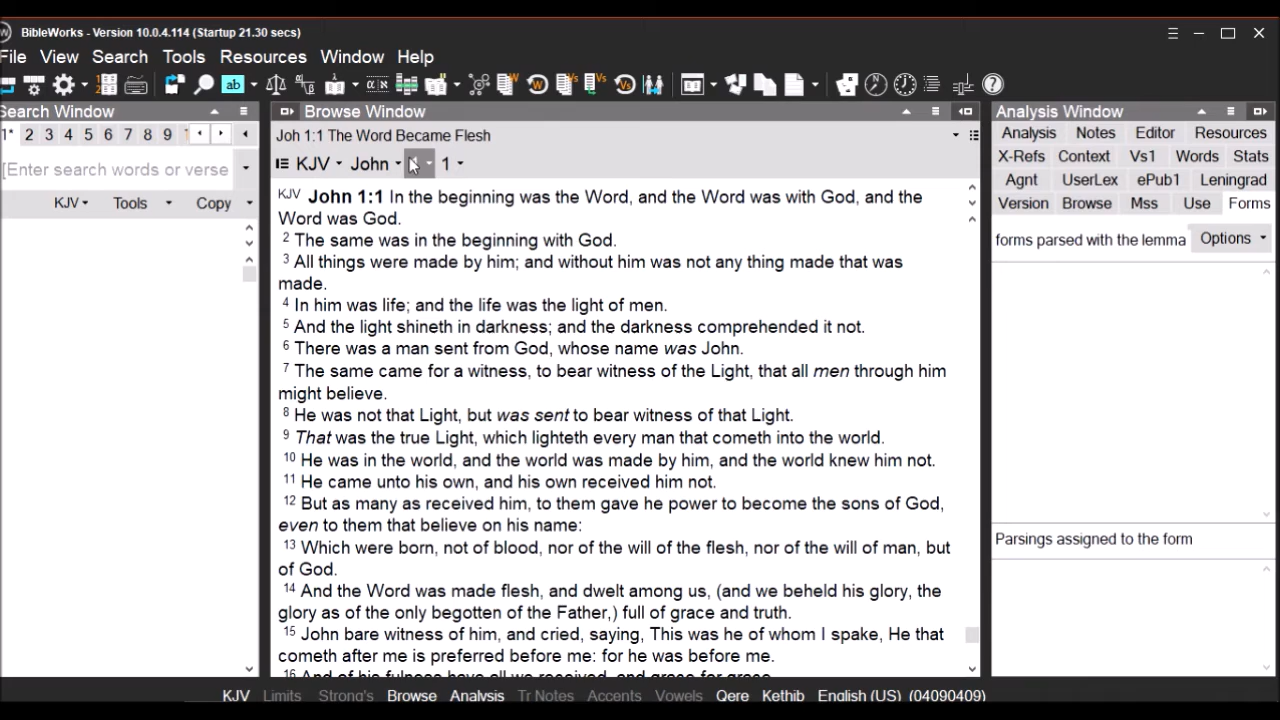 BibleWorks - Version 10.0.4.114 (Startup 21.30 secs)
File View Search Tools Resources Window Help
Search Window
1* 2 3 4 5 6 7 8 9
[Enter search words or verse
KJV Tools Copy
Browse Window
Joh 1:1 The Word Became Flesh
KJV John 1
KJV John 1:1 In the beginning was the Word, and the Word was with God, and the
Word was God.
2 The same was in the beginning with God.
3 All things were made by him; and without him was not any thing made that was
made.
4 In him was life; and the life was the light of men.
5 And the light shineth in darkness; and the darkness comprehended it not.
6 There was a man sent from God, whose name was John.
7 The same came for a witness, to bear witness of the Light, that all men through him
might believe.
8 He was not that Light, but was sent to bear witness of that Light.
9 That was the true Light, which lighteth every man that cometh into the world.
10 He was in the world, and the world was made by him, and the world knew him not.
11 He came unto his own, and his own received him not.
12 But as many as received him, to them gave he power to become the sons of God,
even to them that believe on his name:
13 Which were born, not of blood, nor of the will of the flesh, nor of the will of man, but
of God.
14 And the Word was made flesh, and dwelt among us, (and we beheld his glory, the
glory as of the only begotten of the Father,) full of grace and truth.
15 John bare witness of him, and cried, saying, This was he of whom I spake, He that
cometh after me is preferred before me: for he was before me.
16 And of his fulness have all we received, and grace for grace.
Analysis Window
Analysis Notes Editor Resources
X-Refs Context Vs1 Words Stats
Agnt UserLex ePub1 Leningrad
Version Browse Mss Use Forms
forms parsed with the lemma Options
Parsings assigned to the form
KJV Limits Strong's Browse Analysis Tr Notes Accents Vowels Qere Kethib English (US) (04090409)